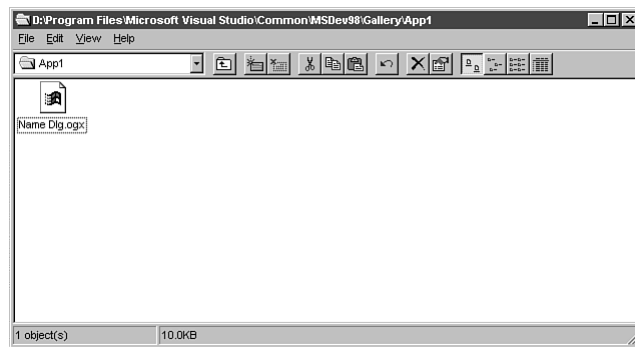 D:\Program Files\Microsoft Visual Studio\Common\MSDev98\Gallery\App1
File Edit View Help
App1
Name Dlg.ogx
1 object(s) 10.0KB